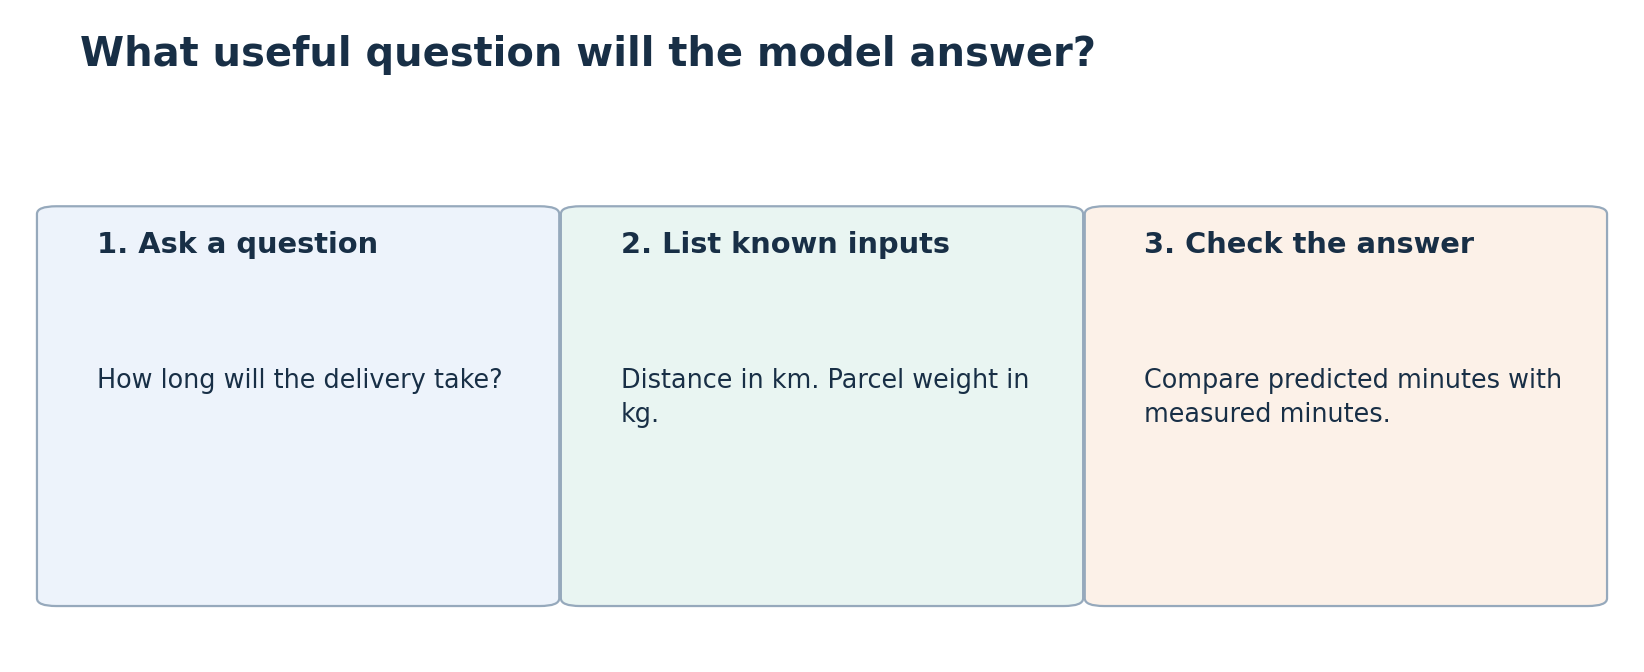 What useful question will the model answer?
1. Ask a question
How long will the delivery take?
2. List known inputs
Distance in km. Parcel weight in
kg.
3. Check the answer
Compare predicted minutes with
measured minutes.